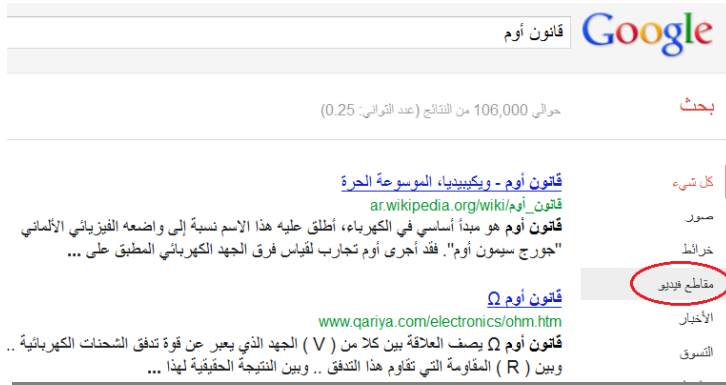 Google
قانون أوم
بحث
حوالي 106,000 من النتائج (عدد الثواني: 0.25)
كل شيء
صور
خرائط
مقاطع فيديو
الأخبار
التسوق
قانون أوم - ويكيبيديا، الموسوعة الحرة
ar.wikipedia.org/wiki/قانون_أوم
قانون أوم هو مبدأ أساسي في الكهرباء، أطلق عليه هذا الاسم نسبة إلى واضعه الفيزيائي الألماني
"جورج سيمون أوم". فقد أجرى أوم تجارب لقياس فرق الجهد الكهربائي المطبق على ...
قانون أوم Ω
www.qariya.com/electronics/ohm.htm
قانون أوم Ω يصف العلاقة بين كلا من ( V ) الجهد الذي يعبر عن قوة تدفق الشحنات الكهربائية ..
وبين ( R ) المقاومة التي تقاوم هذا التدفق .. وبين النتيجة الحقيقية لهذا ...